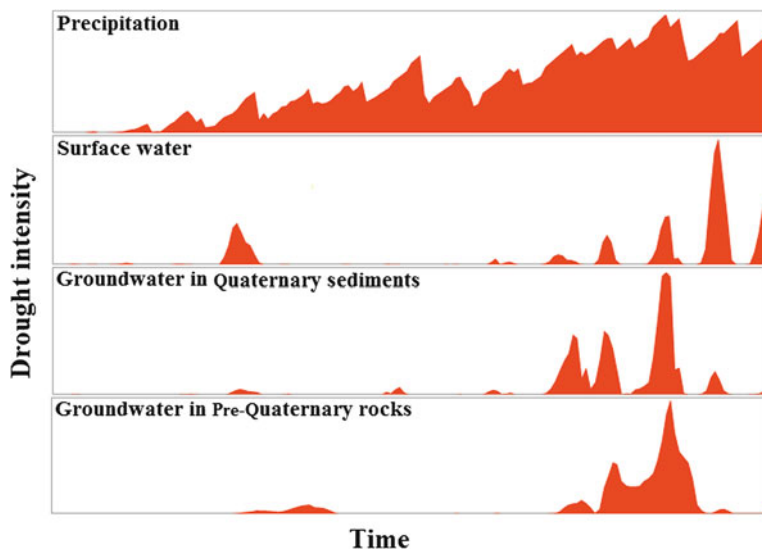 Precipitation
Surface water
Drought intensity
Groundwater in Quaternary sediments
Groundwater in Pre-Quaternary rocks
Time